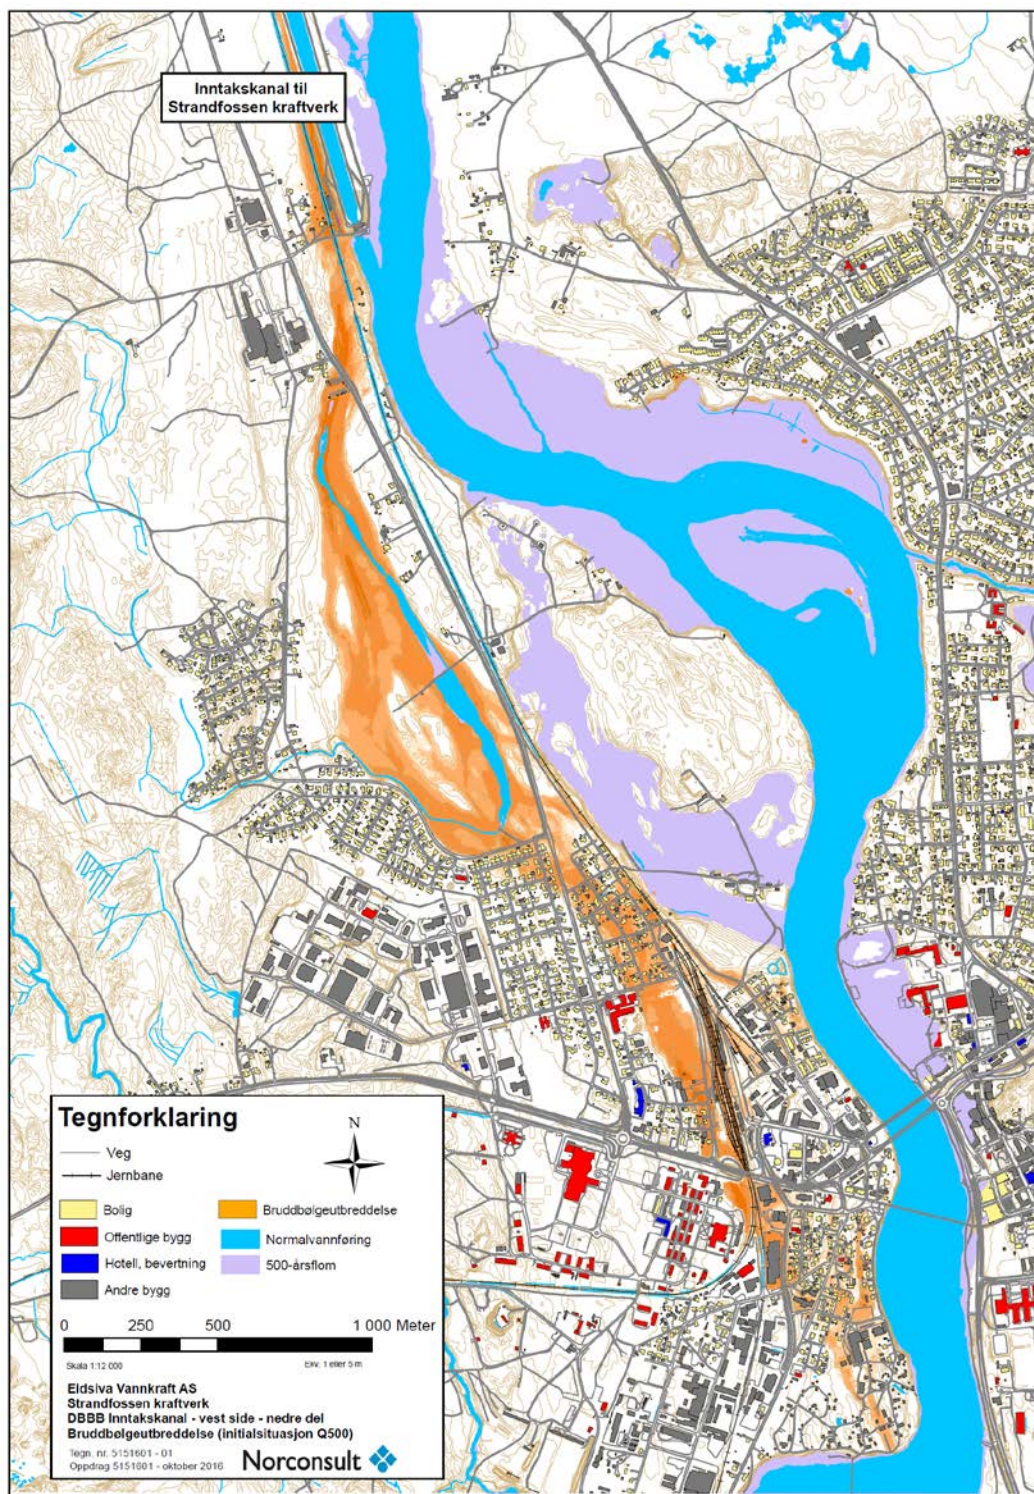 Inntakskanal til
Strandfossen kraftverk
Tegnforklaring
N
Veg
Jernbane
Bolig
Bruddbølgeutbreddelse
Offentlige bygg
Normalvannføring
Hotell, bevertning
500-årsflom
Andre bygg
0 250 500 1 000 Meter
Skala 1:12 000
Ekv. 1 eller 5 m
Eidsiva Vannkraft AS
Strandfossen kraftverk
DBBB Inntakskanal - vest side - nedre del
Bruddbølgeutbreddelse (initialsituasjon Q500)
Tegn. nr. 5151601 - 01
Oppdrag 5151601 - oktober 2016
Norconsult